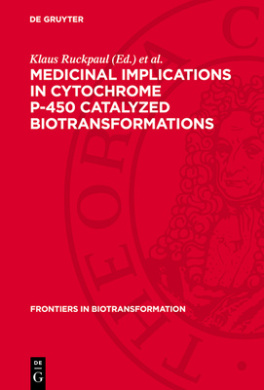 DE GRUYTER
Klaus Ruckpaul (Ed.) et al.
MEDICINAL IMPLICATIONS
IN CYTOCHROME
P-450 CATALYZED
BIOTRANSFORMATIONS
FRONTIERS IN BIOTRANSFORMATION
DE
G